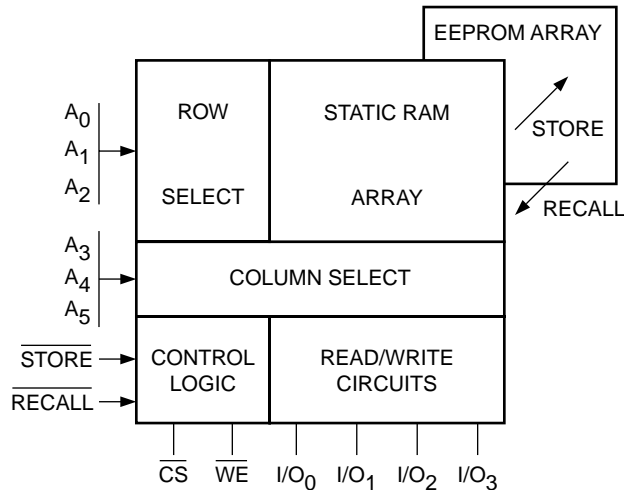 EEPROM ARRAY
A0
ROW
STATIC RAM
STORE
A1
A2
SELECT
ARRAY
RECALL
A3
A4
COLUMN SELECT
A5
STORE
CONTROL
LOGIC
READ/WRITE
CIRCUITS
RECALL
CS
WE
I/O0
I/O1
I/O2
I/O3